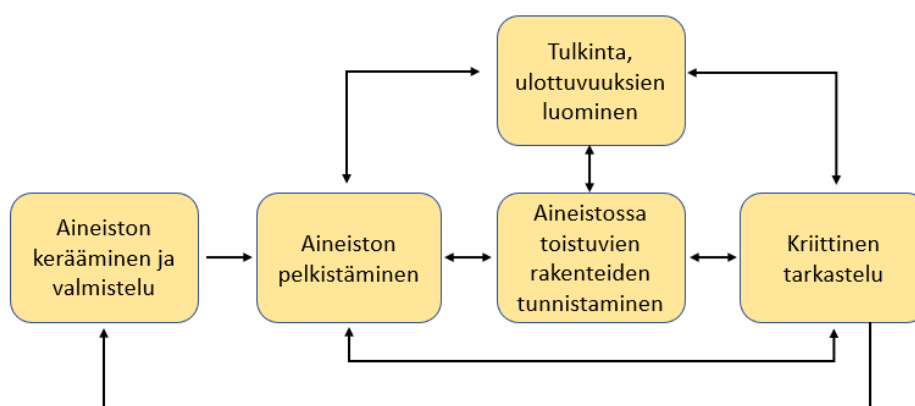 Tulkinta,
ulottuvuuksien
luominen
Aineiston
kerääminen ja
valmistelu
Aineiston
pelkistäminen
Aineistossa
toistuvien
rakenteiden
tunnistaminen
Kriittinen
tarkastelu